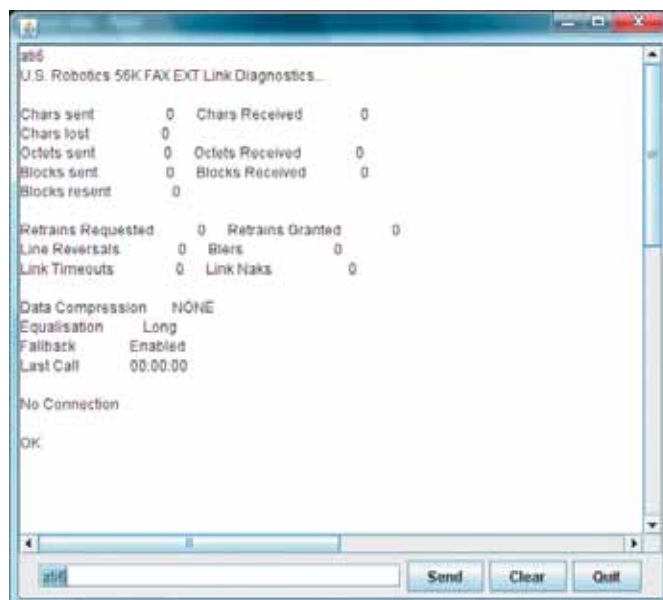 ati6
U.S. Robotics 56K FAX EXT Link Diagnostics...
Chars sent 0 Chars Received 0
Chars lost 0
Octets sent 0 Octets Received 0
Blocks sent 0 Blocks Received 0
Blocks resent 0
Retrains Requested 0 Retrains Granted 0
Line Reversals 0 Blers 0
Link Timeouts 0 Link Naks 0
Data Compression NONE
Equalisation Long
Fallback Enabled
Last Call 00:00:00
No Connection
OK
ati6 Send Clear Quit